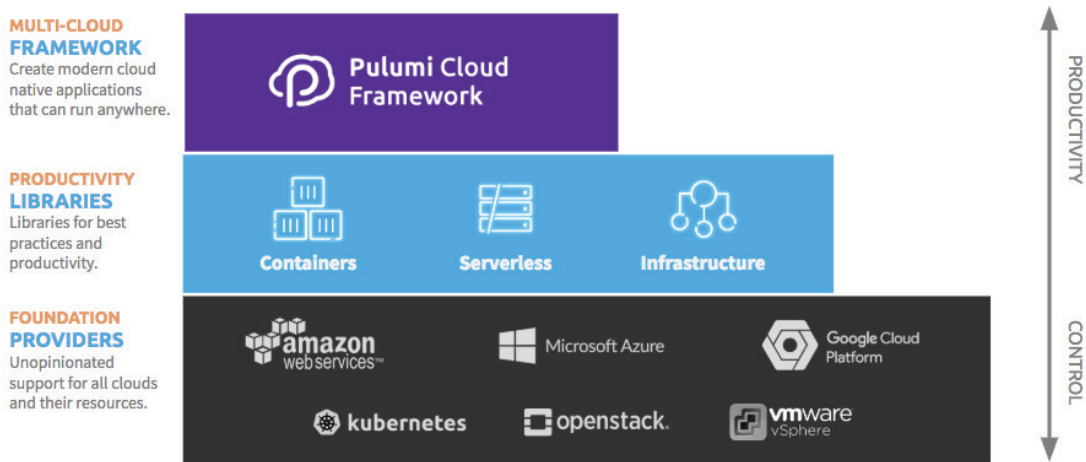 MULTI-CLOUD
FRAMEWORK
Create modern cloud
native applications
that can run anywhere.
Pulumi Cloud
Framework
PRODUCTIVITY
PRODUCTIVITY
LIBRARIES
Libraries for best
practices and
productivity.
Containers
Serverless
Infrastructure
FOUNDATION
PROVIDERS
Unopinionated
support for all clouds
and their resources.
amazon
web services™
Microsoft Azure
Google Cloud
Platform
kubernetes
openstack.
vmware
vSphere
CONTROL